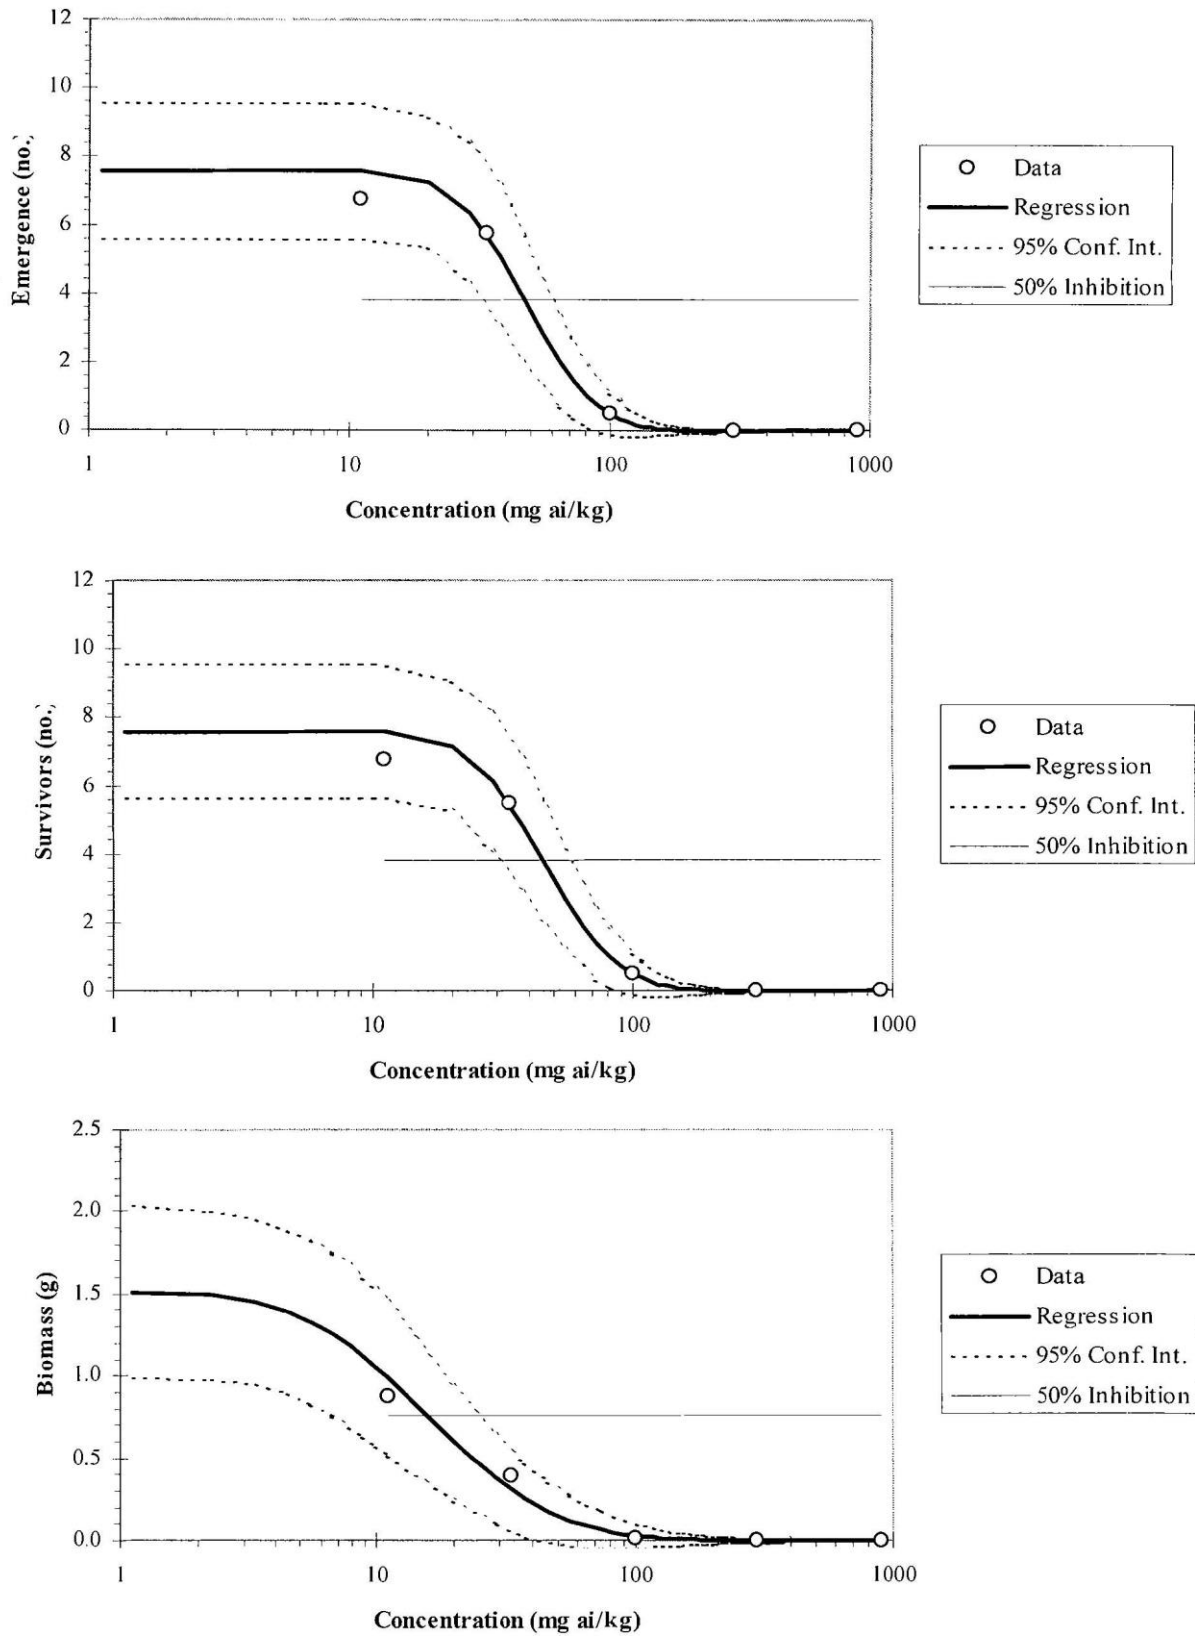 12
10
8
6
4
2
0
Emergence (no.)
1
10
100
1000
Concentration (mg ai/kg)
Data
Regression
95% Conf. Int.
50% Inhibition
12
10
8
6
4
2
0
Survivors (no.)
1
10
100
1000
Concentration (mg ai/kg)
Data
Regression
95% Conf. Int.
50% Inhibition
2.5
2.0
1.5
1.0
0.5
0.0
Biomass (g)
1
10
100
1000
Concentration (mg ai/kg)
Data
Regression
95% Conf. Int.
50% Inhibition